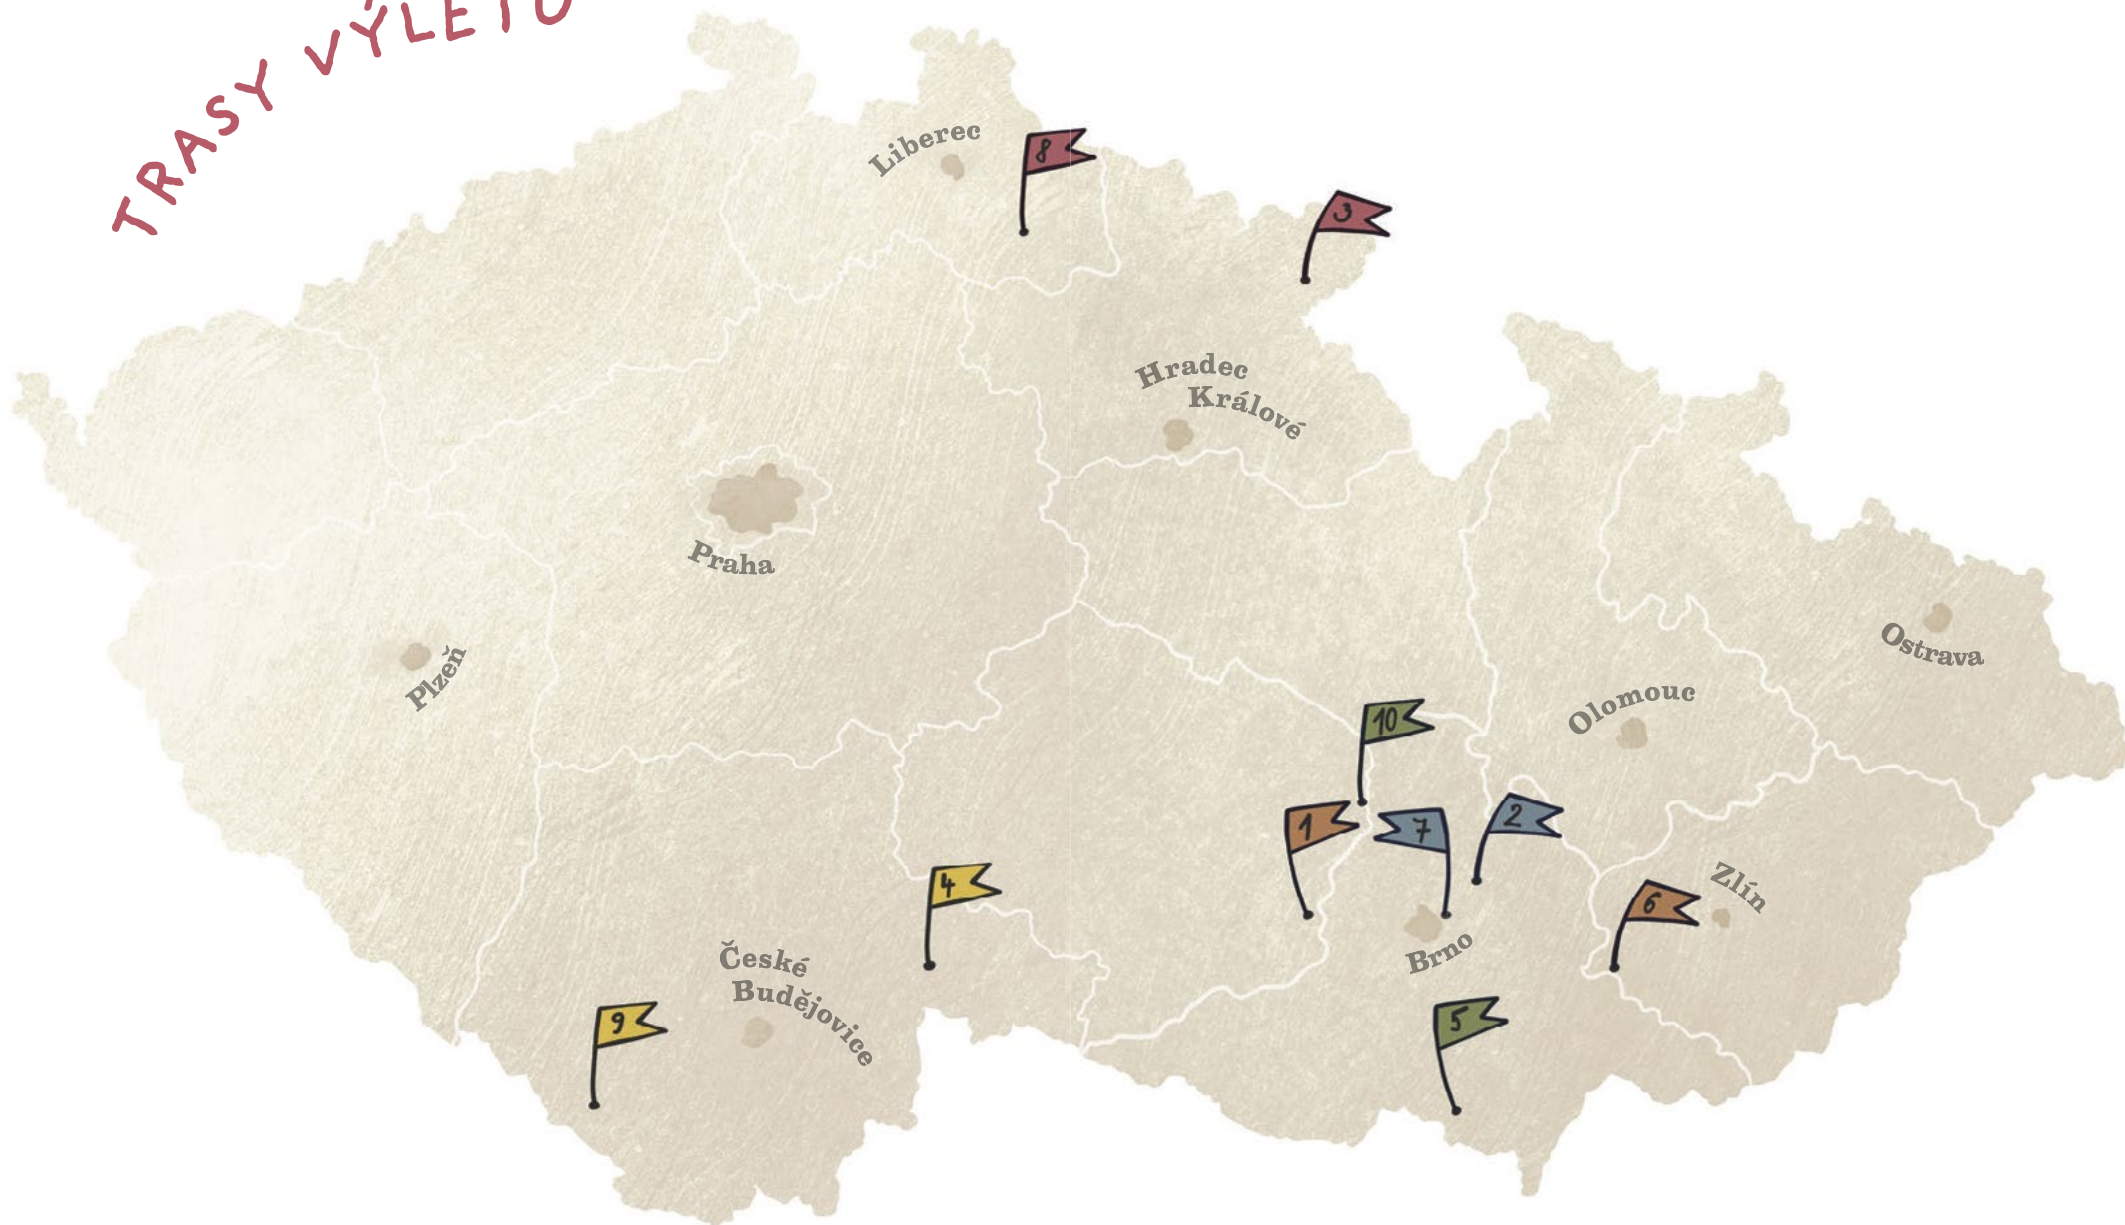 TRASY VÝLETŮ
Liberec
8
3
Hradec
Králové
Praha
Plzeň
Ostrava
Olomouc
10
1
7
2
Zlín
6
4
Brno
České
Budějovice
9
5